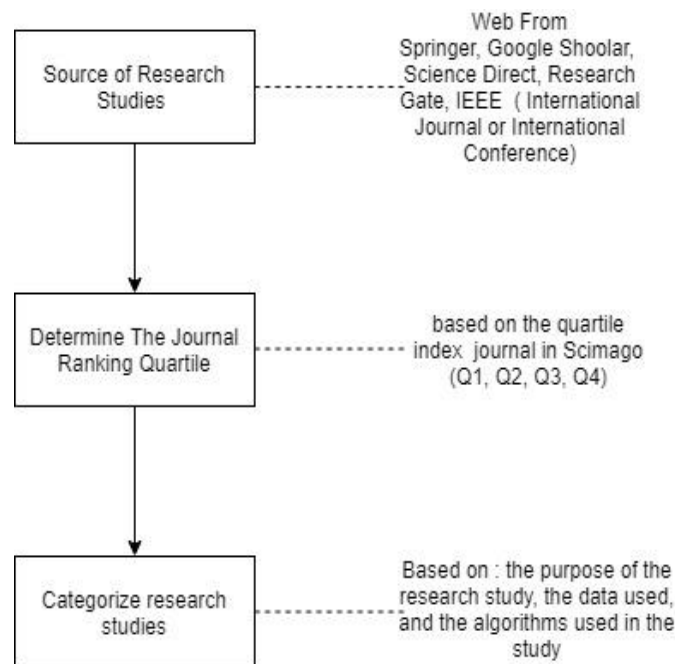 Source of Research
Studies
Web From
Springer, Google Shoolar,
Science Direct, Research
Gate, IEEE ( International
Journal or International
Conference)
Determine The Journal
Ranking Quartile
based on the quartile
index journal in Scimago
(Q1, Q2, Q3, Q4)
Categorize research
studies
Based on : the purpose of the
research study, the data used,
and the algorithms used in the
study